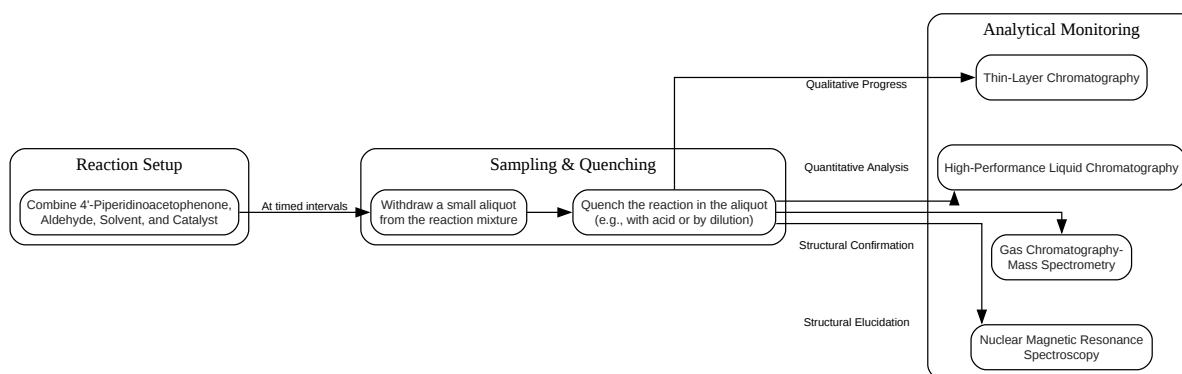 Reaction Setup
Combine 4'-Piperidinoacetophenone,
Aldehyde, Solvent, and Catalyst
At timed intervals
Sampling & Quenching
Withdraw a small aliquot
from the reaction mixture
Quench the reaction in the aliquot
(e.g., with acid or by dilution)
Qualitative Progress
Quantitative Analysis
Structural Confirmation
Structural Elucidation
Analytical Monitoring
Thin-Layer Chromatography
High-Performance Liquid Chromatography
Gas Chromatography-
Mass Spectrometry
Nuclear Magnetic Resonance
Spectroscopy